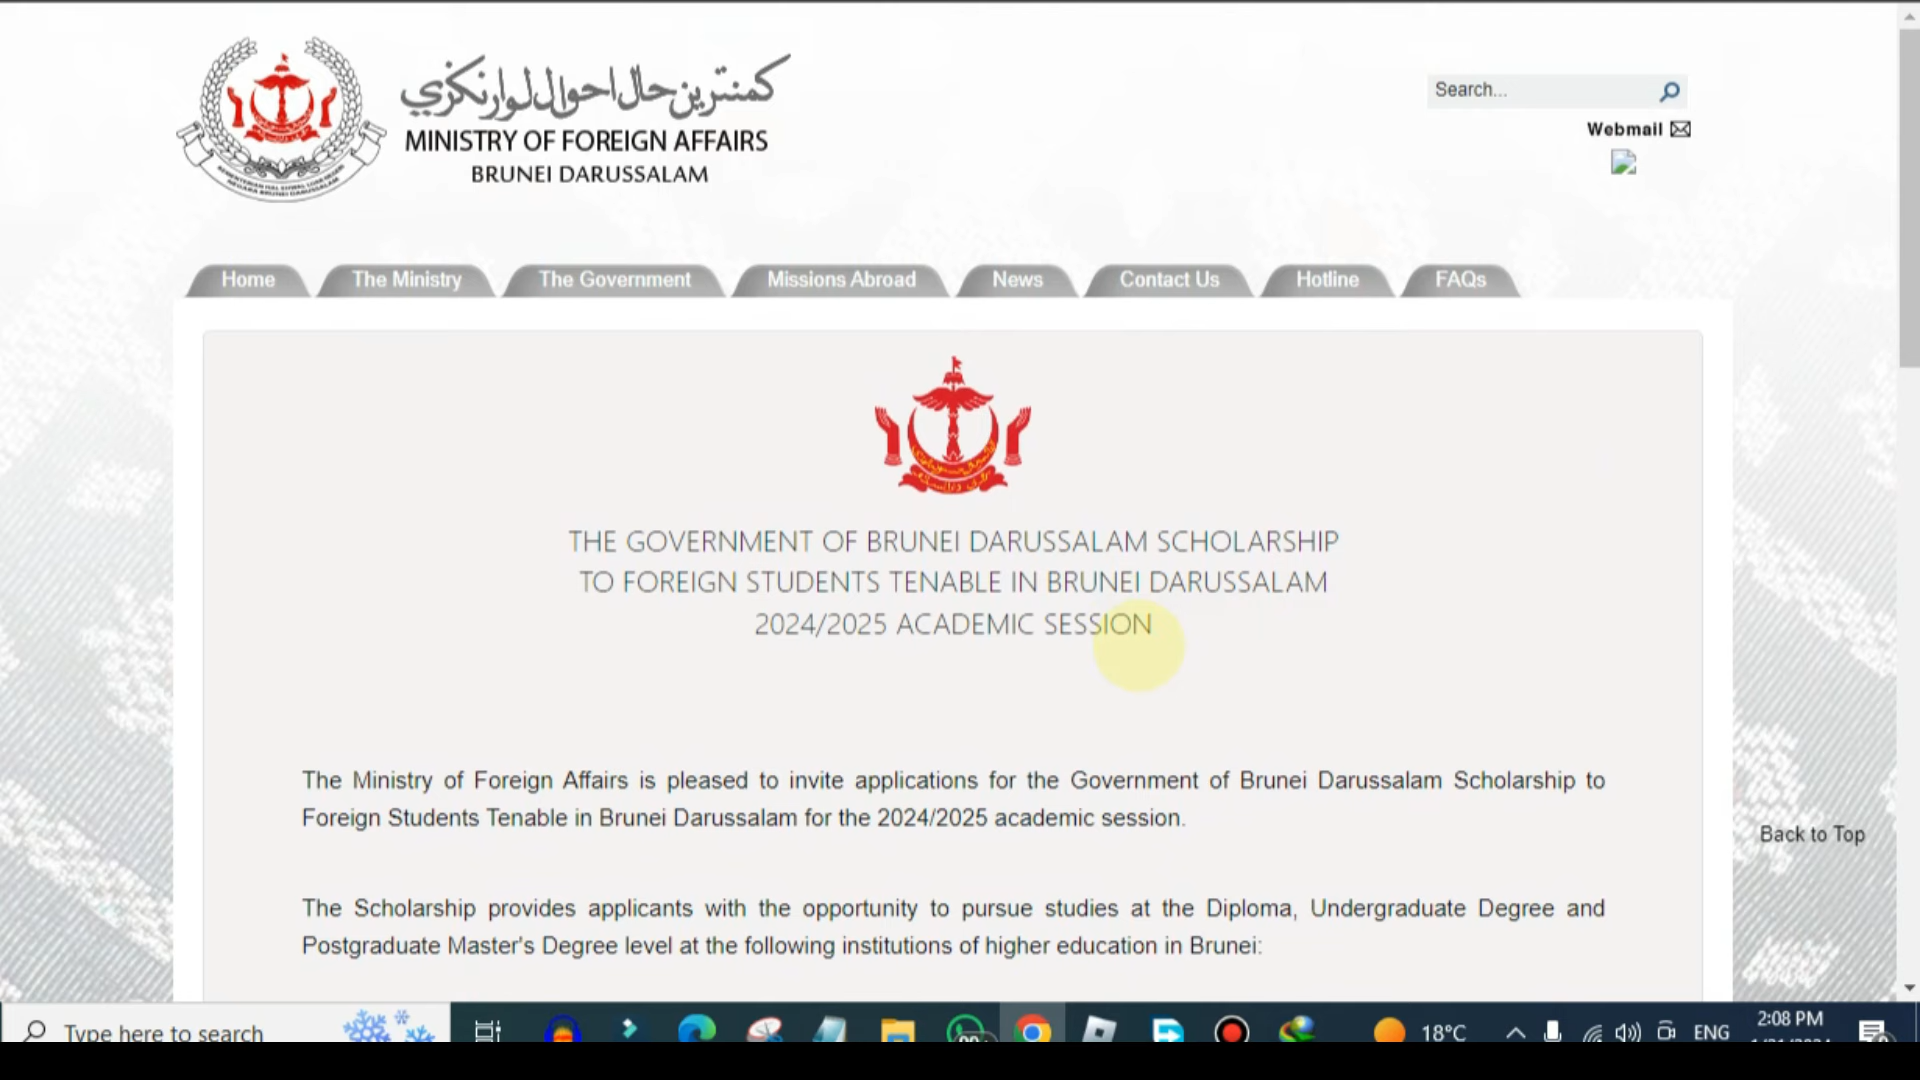 كمنترين حال احوال لوار نݢري
MINISTRY OF FOREIGN AFFAIRS
BRUNEI DARUSSALAM
Search...
Webmail
Home
The Ministry
The Government
Missions Abroad
News
Contact Us
Hotline
FAQs
THE GOVERNMENT OF BRUNEI DARUSSALAM SCHOLARSHIP
TO FOREIGN STUDENTS TENABLE IN BRUNEI DARUSSALAM
2024/2025 ACADEMIC SESSION
The Ministry of Foreign Affairs is pleased to invite applications for the Government of Brunei Darussalam Scholarship to
Foreign Students Tenable in Brunei Darussalam for the 2024/2025 academic session.
Back to Top
The Scholarship provides applicants with the opportunity to pursue studies at the Diploma, Undergraduate Degree and
Postgraduate Master's Degree level at the following institutions of higher education in Brunei:
Type here to search
18°C
ENG
2:08 PM